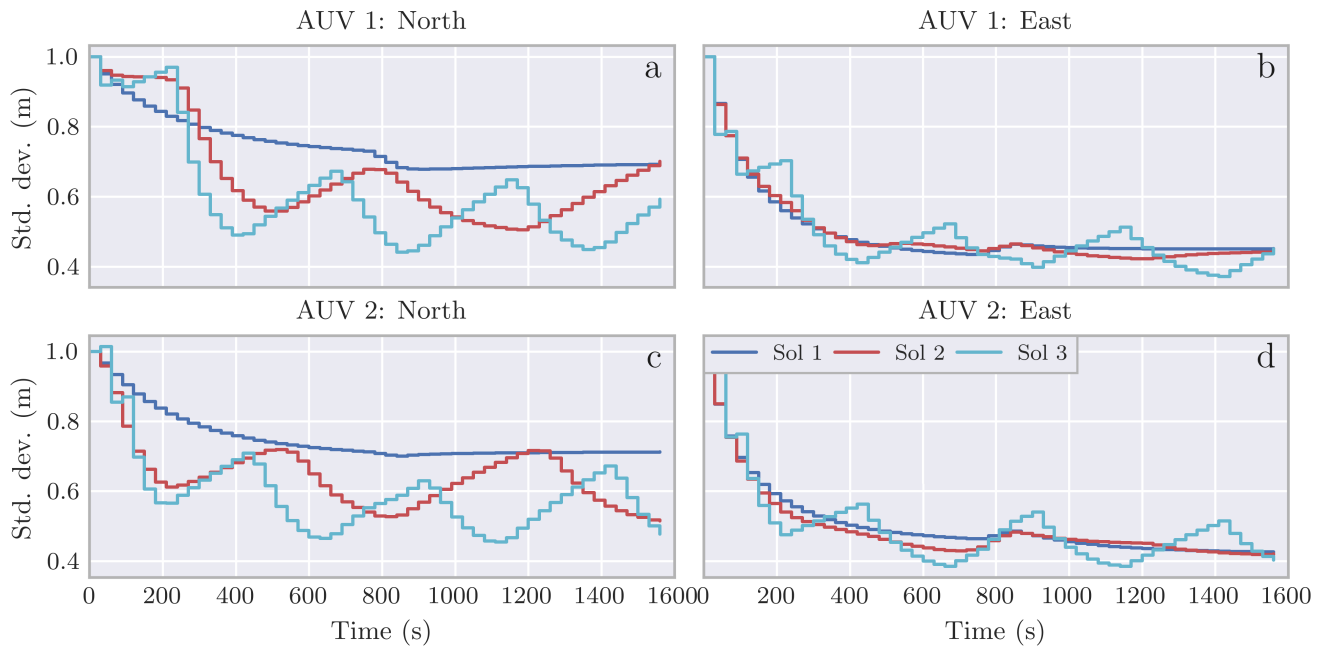 AUV 1: North
AUV 1: East
1.0
0.8
0.6
0.4
Std. dev. (m)
a
b
AUV 2: North
AUV 2: East
1.0
0.8
0.6
0.4
Std. dev. (m)
c
Sol 1 Sol 2 Sol 3
d
0 200 400 600 800 1000 1200 1400 1600
0 200 400 600 800 1000 1200 1400 1600
Time (s)
Time (s)